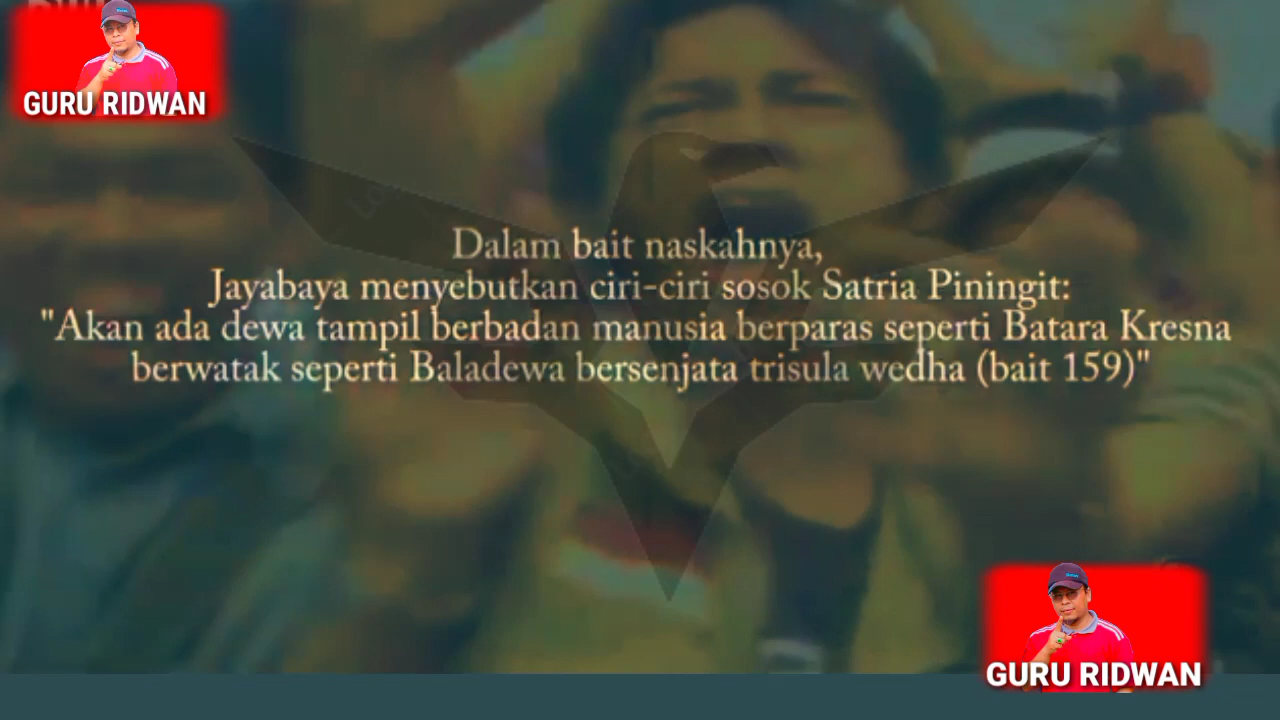 GURU RIDWAN
Dalam bait naskahnya,
Jayabaya menyebutkan ciri-ciri sosok Satria Piningit:
"Akan ada dewa tampil berbadan manusia berparas seperti Batara Kresna
berwatak seperti Baladewa bersenjata trisula wedha (bait 159)"
GURU RIDWAN